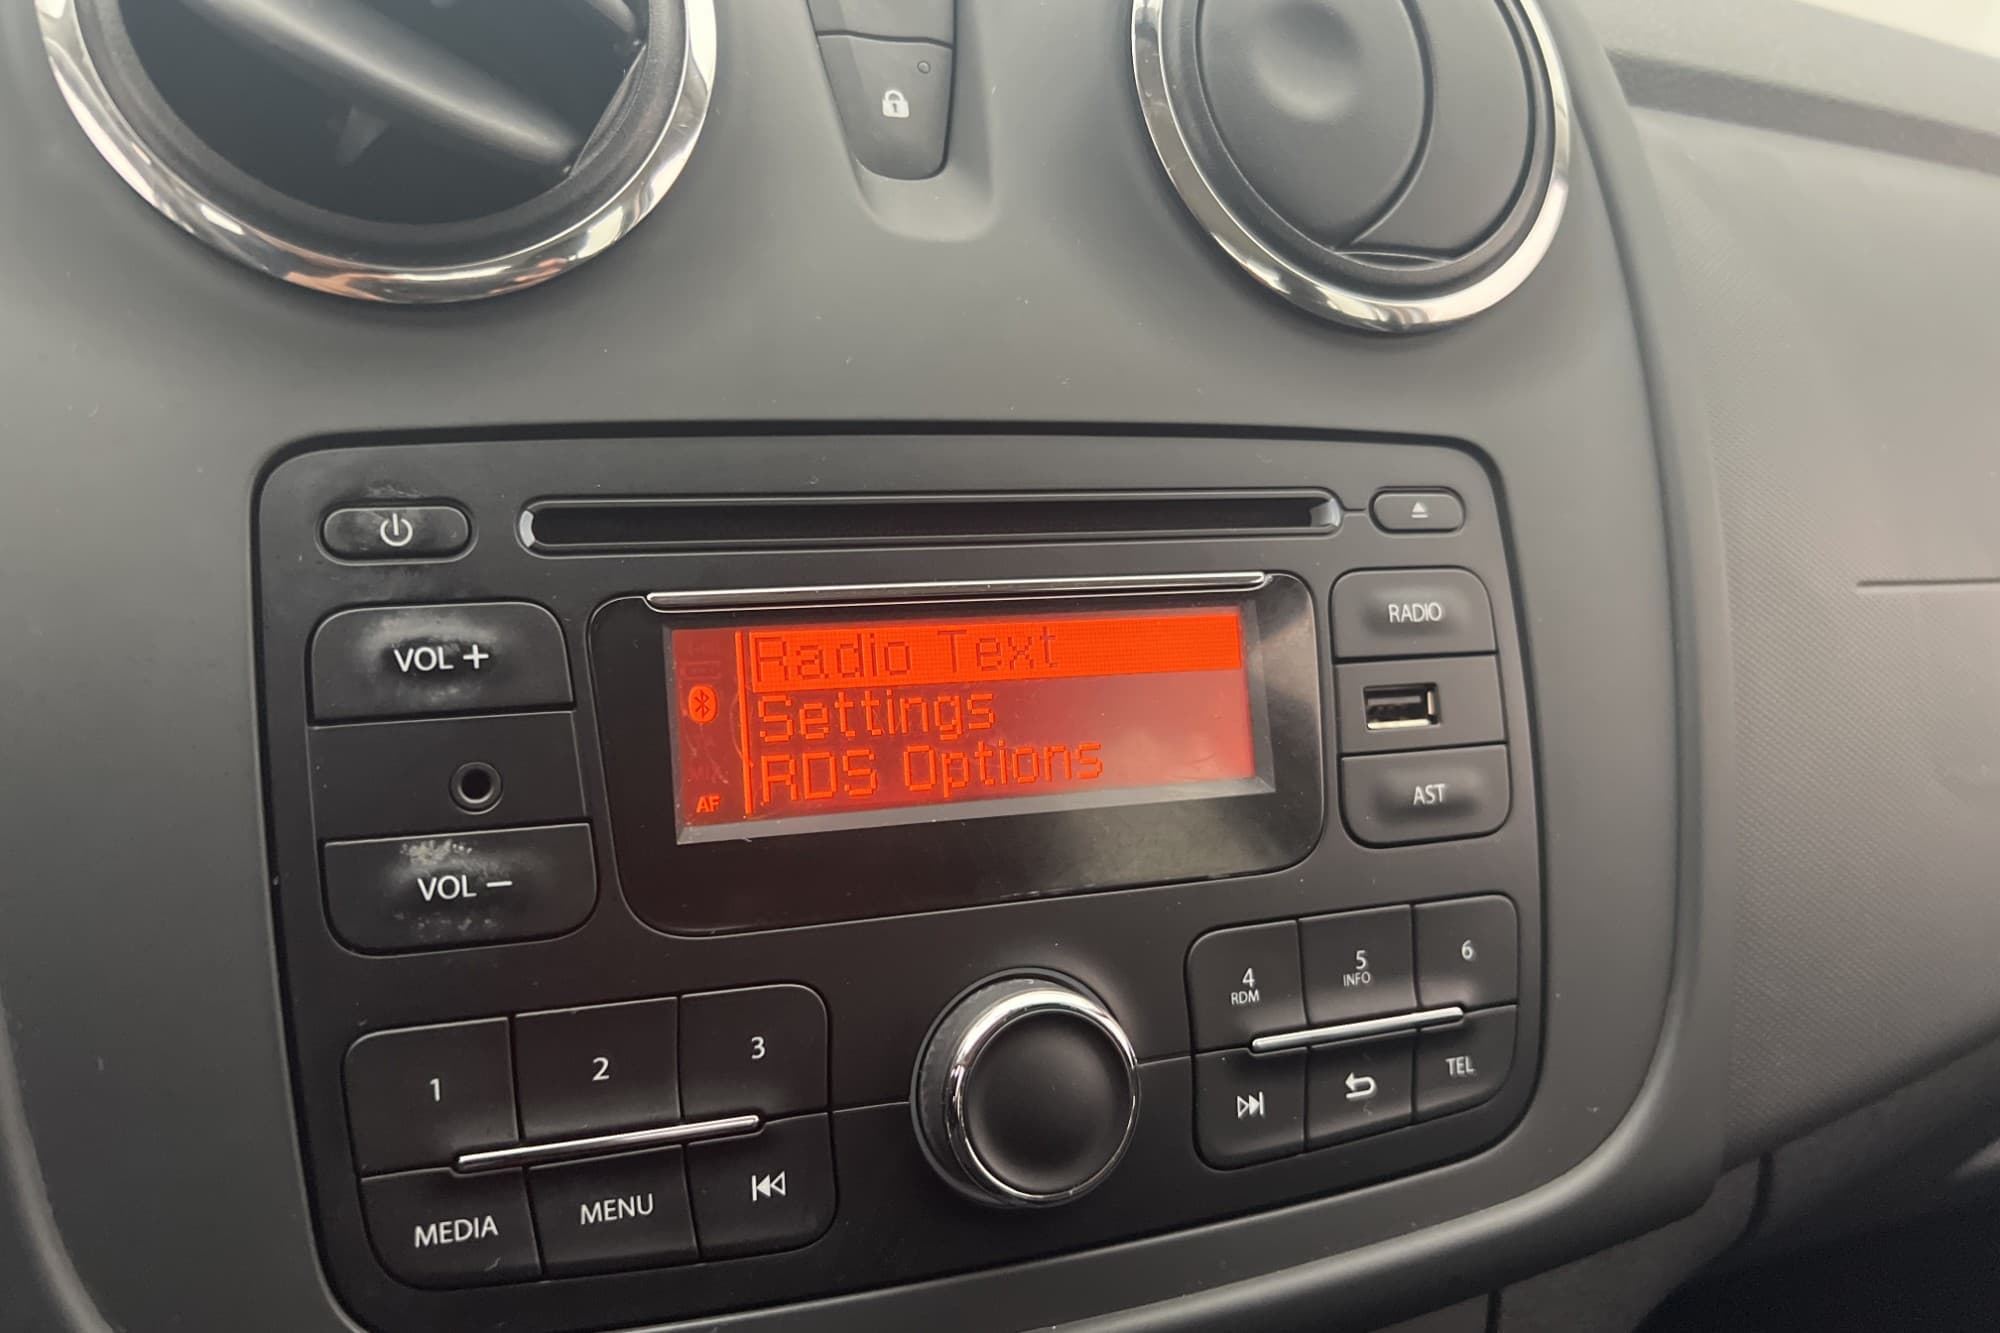 VOL +
VOL −
Radio Text
Settings
RDS Options
AF
RADIO
AST
1
2
3
MEDIA
MENU
4
RDM
5
INFO
6
TEL